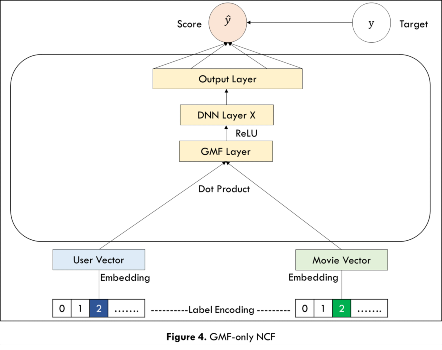 Score ŷ y Target
Output Layer
DNN Layer X
ReLU
GMF Layer
Dot Product
User Vector Movie Vector
Embedding Embedding
0 1 2 ....... ----------Label Encoding---------- 0 1 2 .......
Figure 4. GMF-only NCF